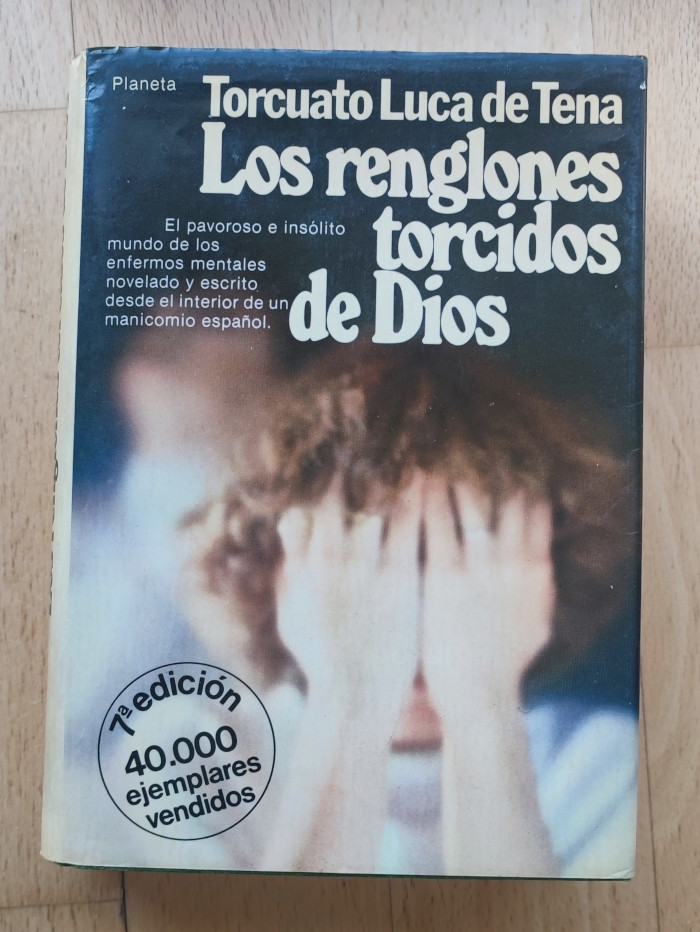 Planeta
Torcuato Luca de Tena
Los renglones
torcidos
de Dios
El pavoroso e insólito
mundo de los
enfermos mentales
novelado y escrito
desde el interior de un
manicomio español.
7ª edición
40.000
ejemplares
vendidos